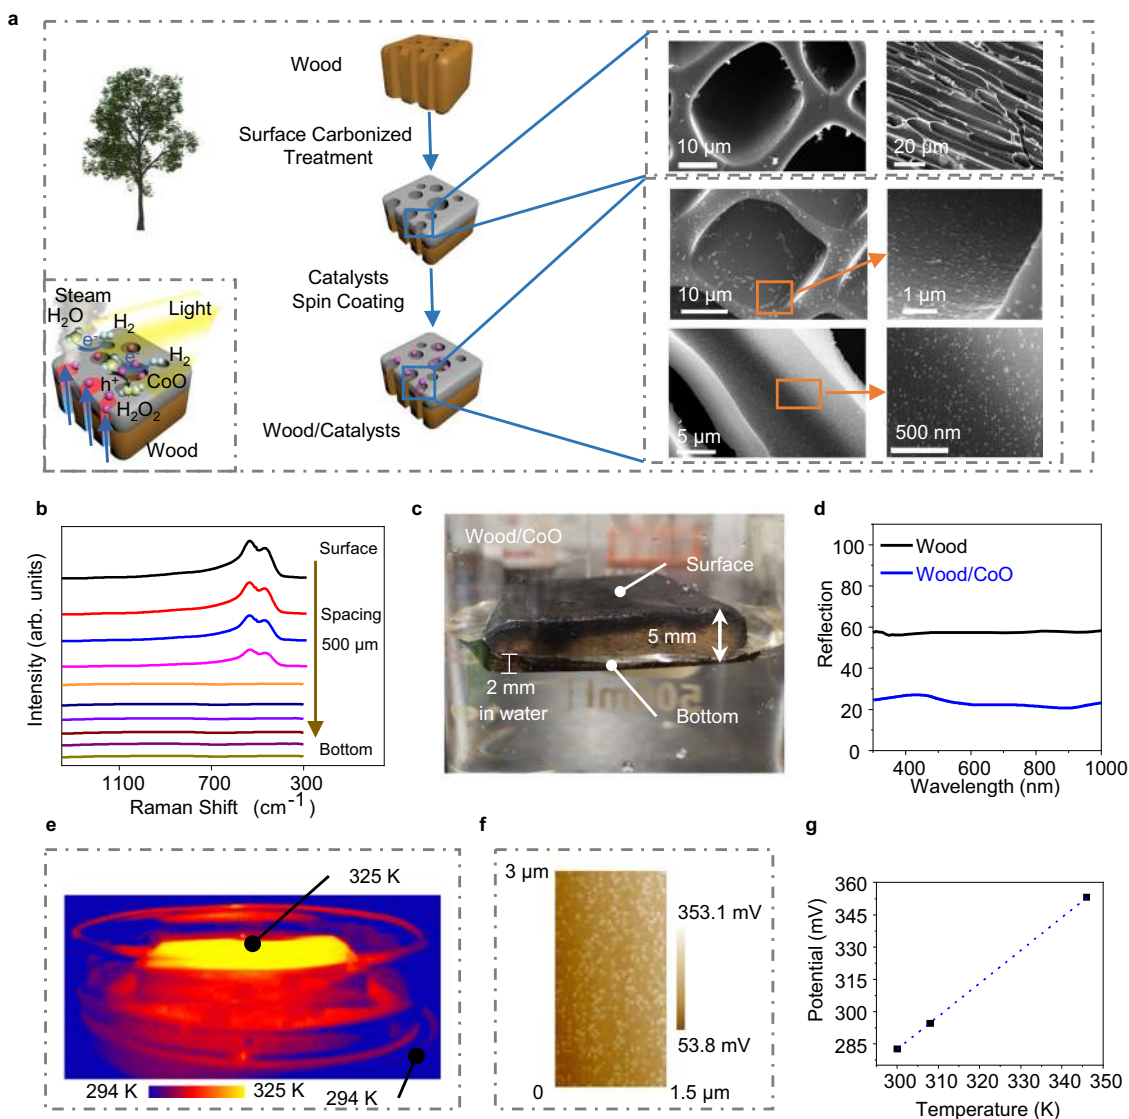 a
Wood
Surface Carbonized
Treatment
Catalysts
Spin Coating
Wood/Catalysts
Steam
H2O
H2
Light
e-
e-
H2
h+
CoO
H2O2
Wood
10 µm
20 µm
10 µm
1 µm
5 µm
500 nm
b
Intensity (arb. units)
Surface
Spacing
500 µm
Bottom
1100
700
300
Raman Shift (cm-1)
c
Wood/CoO
Surface
5 mm
2 mm
in water
Bottom
500ml
d
Reflection
100
80
60
40
20
0
Wood
Wood/CoO
400
600
800
1000
Wavelength (nm)
e
325 K
294 K
325 K
294 K
f
3 µm
353.1 mV
53.8 mV
0
1.5 µm
g
Potential (mV)
360
345
330
315
300
285
300
310
320
330
340
350
Temperature (K)